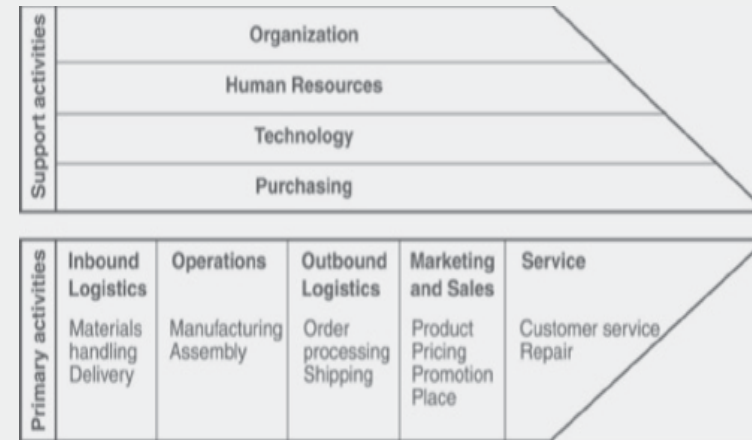 Support activities
Organization
Human Resources
Technology
Purchasing
Primary activities
Inbound
Logistics
Materials
handling
Delivery
Operations
Manufacturing
Assembly
Outbound
Logistics
Order
processing
Shipping
Marketing
and Sales
Product
Pricing
Promotion
Place
Service
Customer service
Repair